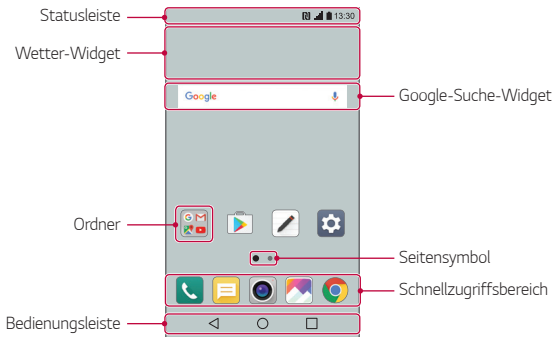 Statusleiste
13:30
Wetter-Widget
Google
Google-Suche-Widget
Ordner
Seitensymbol
Schnellzugriffsbereich
Bedienungsleiste